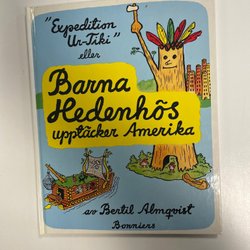 "Expedition
Ur-Tiki"
eller
Barna
Hedenhös
upptäcker Amerika
av Bertil Almqvist
Bonniers